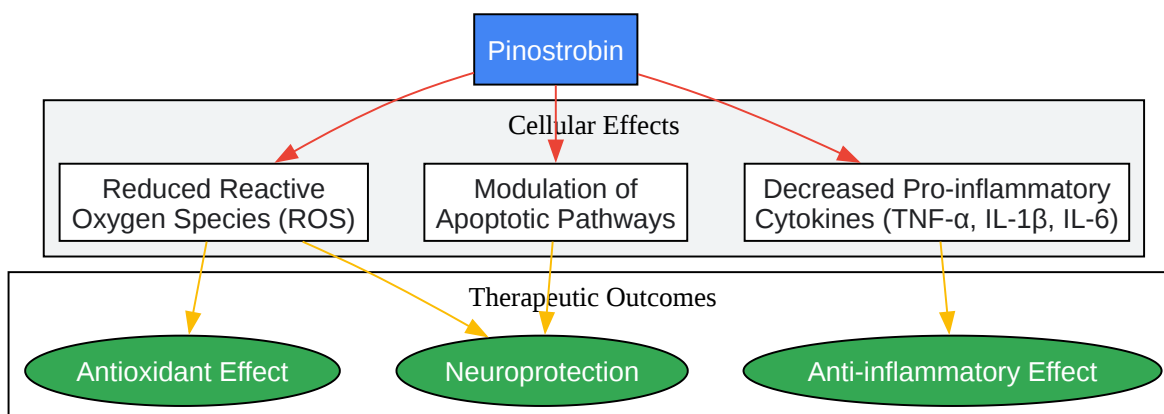 Pinostrobin
Cellular Effects
Reduced Reactive
Oxygen Species (ROS)
Modulation of
Apoptotic Pathways
Decreased Pro-inflammatory
Cytokines (TNF-α, IL-1β, IL-6)
Therapeutic Outcomes
Antioxidant Effect
Neuroprotection
Anti-inflammatory Effect